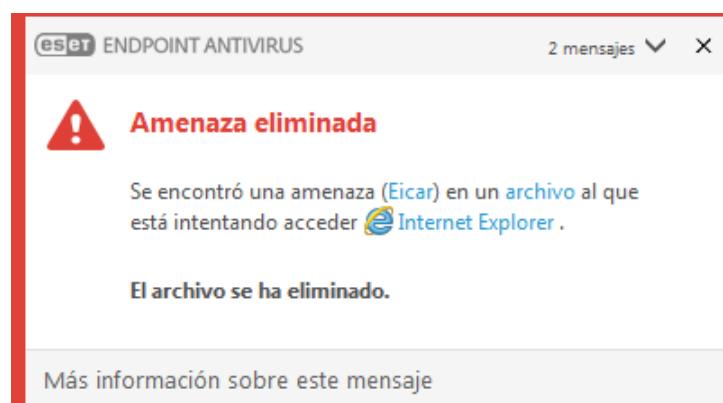 eset ENDPOINT ANTIVIRUS 2 mensajes
Amenaza eliminada
Se encontró una amenaza (Eicar) en un archivo al que
está intentando acceder Internet Explorer .
El archivo se ha eliminado.
Más información sobre este mensaje